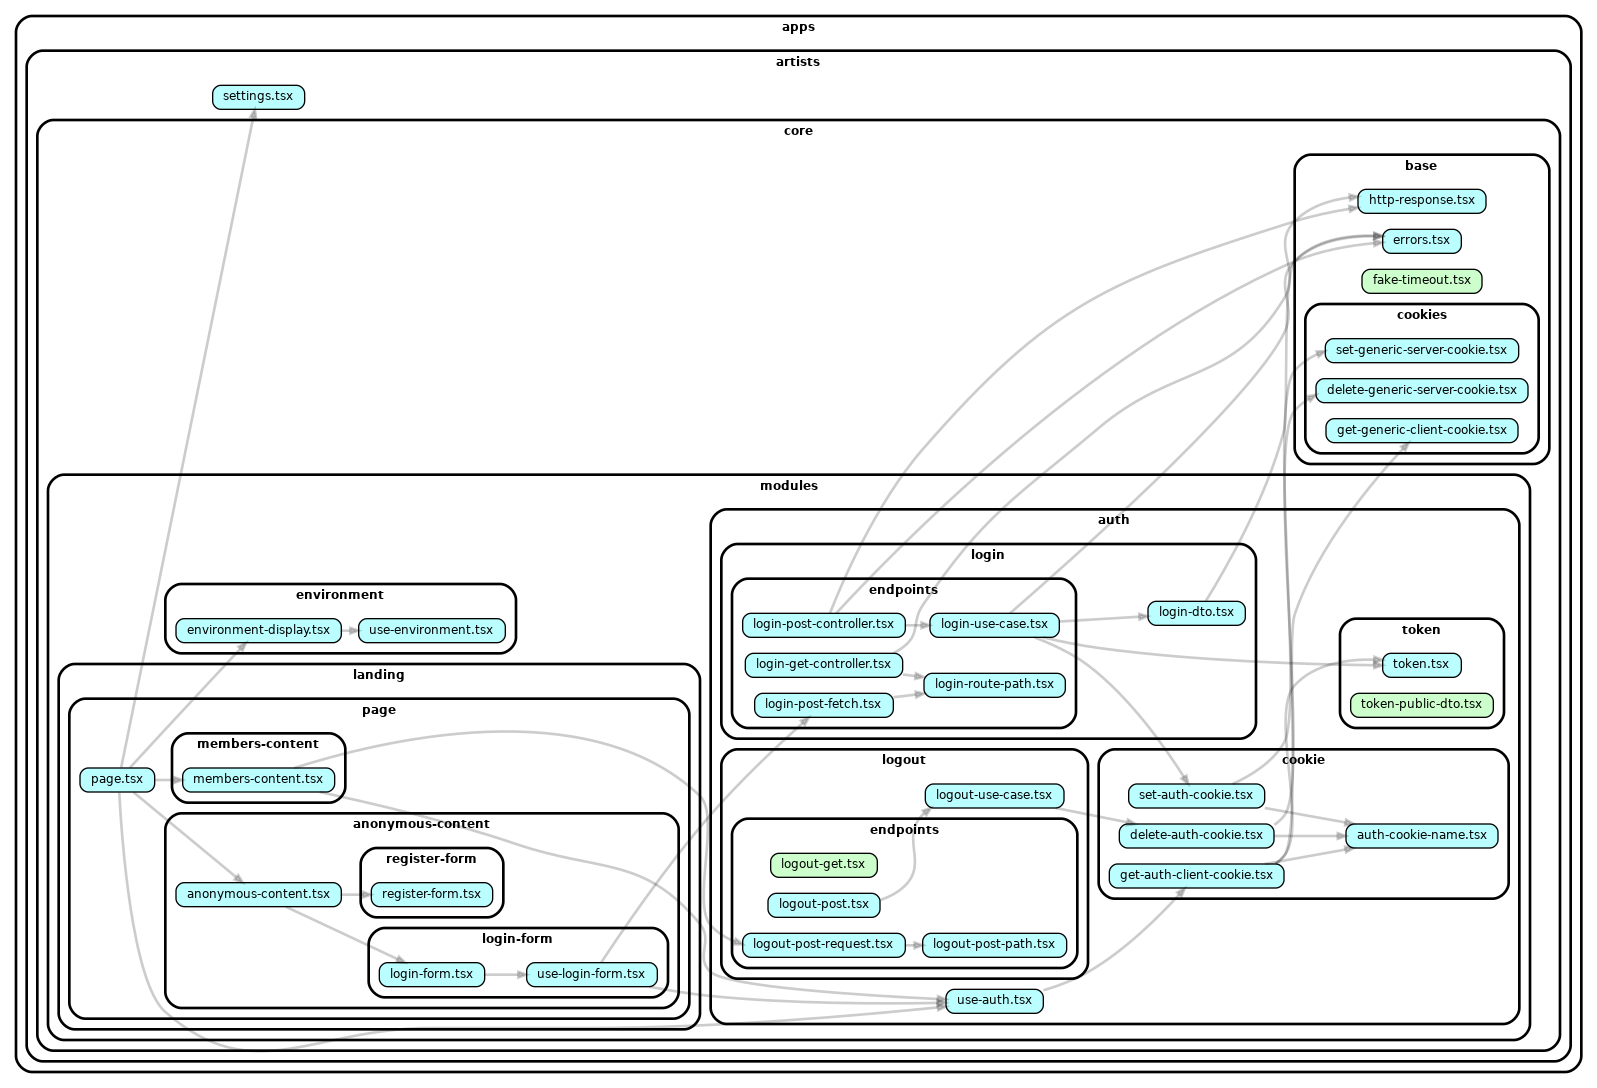 apps
artists
settings.tsx
core
base
http-response.tsx
errors.tsx
fake-timeout.tsx
cookies
set-generic-server-cookie.tsx
delete-generic-server-cookie.tsx
get-generic-client-cookie.tsx
modules
environment
environment-display.tsx
use-environment.tsx
landing
page
page.tsx
members-content
members-content.tsx
anonymous-content
anonymous-content.tsx
register-form
register-form.tsx
login-form
login-form.tsx
use-login-form.tsx
auth
login
endpoints
login-post-controller.tsx
login-use-case.tsx
login-get-controller.tsx
login-route-path.tsx
login-post-fetch.tsx
login-dto.tsx
token
token.tsx
token-public-dto.tsx
logout
logout-use-case.tsx
endpoints
logout-get.tsx
logout-post.tsx
logout-post-request.tsx
logout-post-path.tsx
cookie
set-auth-cookie.tsx
delete-auth-cookie.tsx
auth-cookie-name.tsx
get-auth-client-cookie.tsx
use-auth.tsx